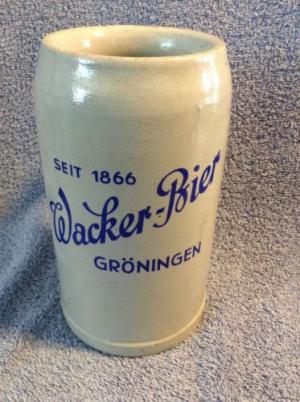 SEIT 1866
Wacker-Bier
GRÖNINGEN